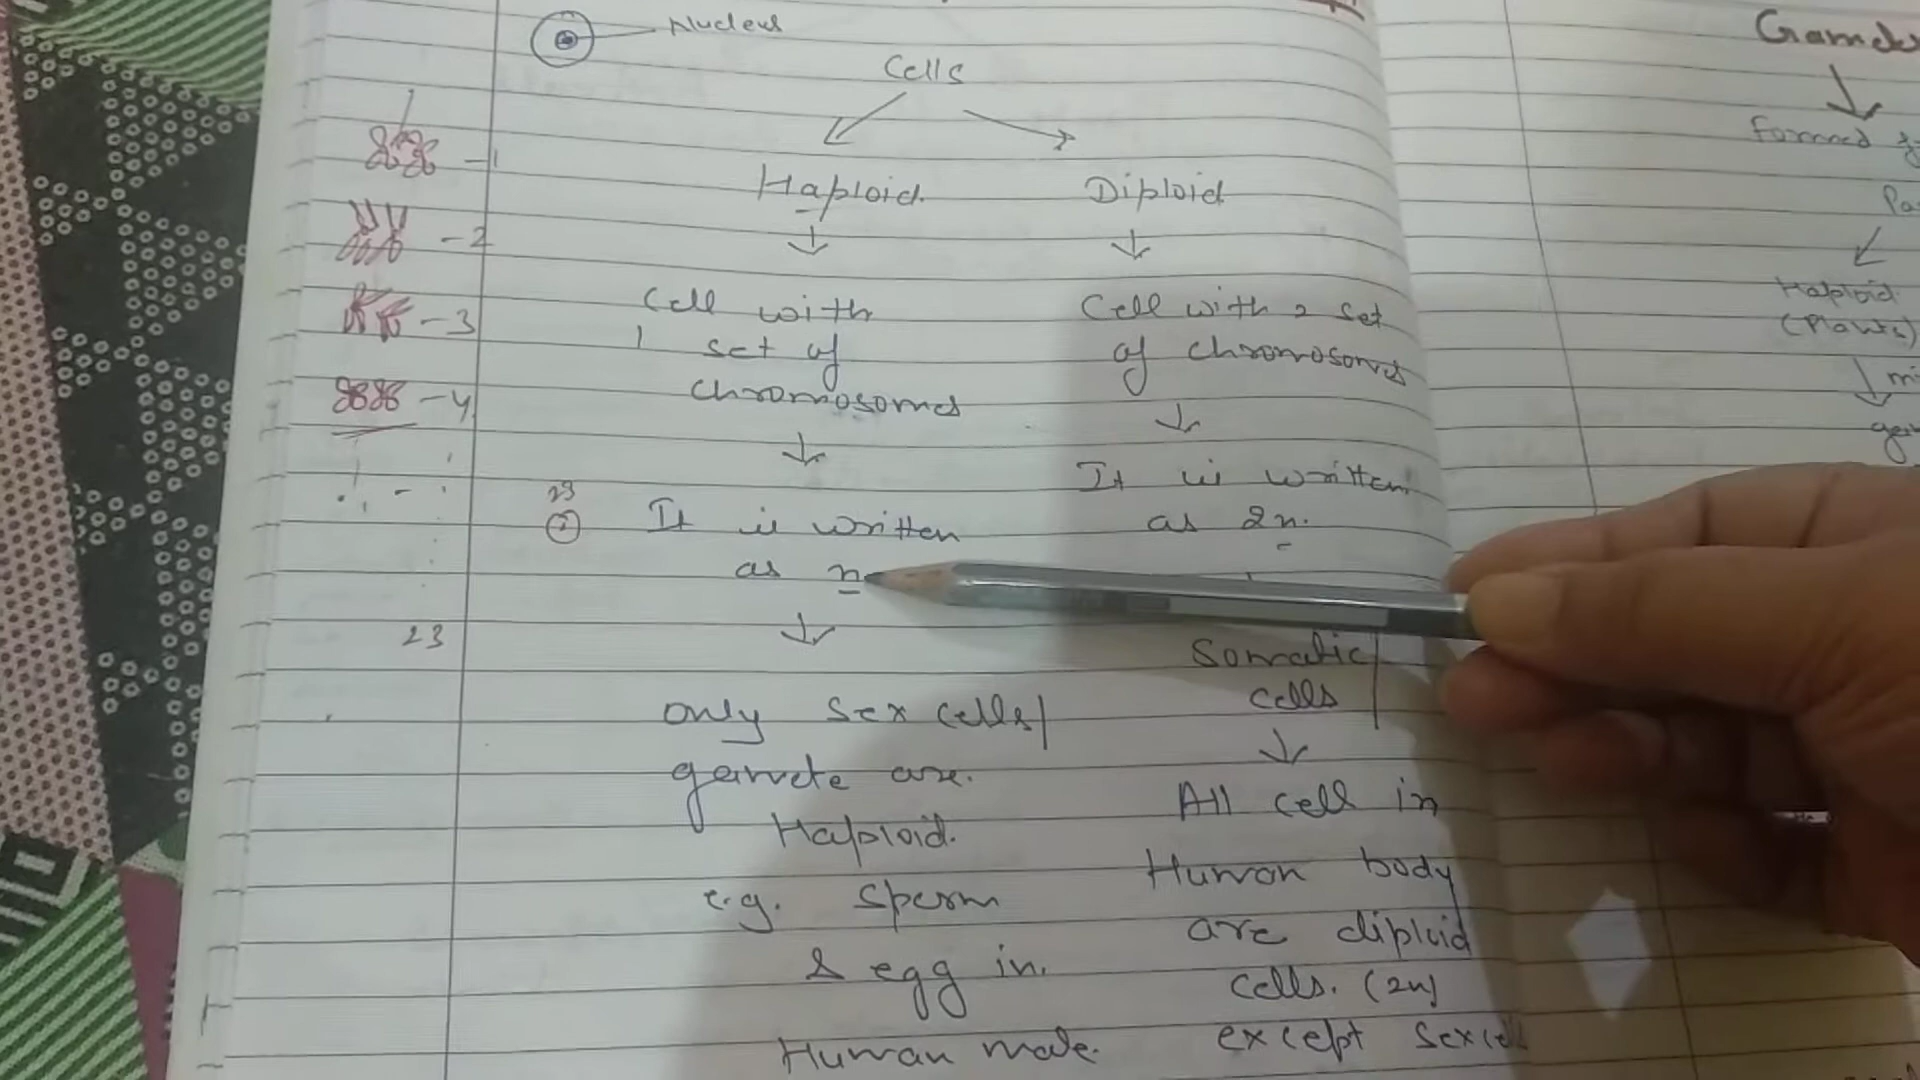 Nucleus
Cells
Haploid
Diploid
Cell with
1 set of
chromosomes
Cell with 2 set
of chromosomes
It is written
as n
It is written
as 2n.
only sex cells/
gamete are
Haploid.
e.g. sperm
& egg in
Human male.
Somatic
cells
All cell in
Human body
are diploid
cells. (2n)
except sex
- 1
- 2
- 3
- 4
23
23
Formed
Haploid